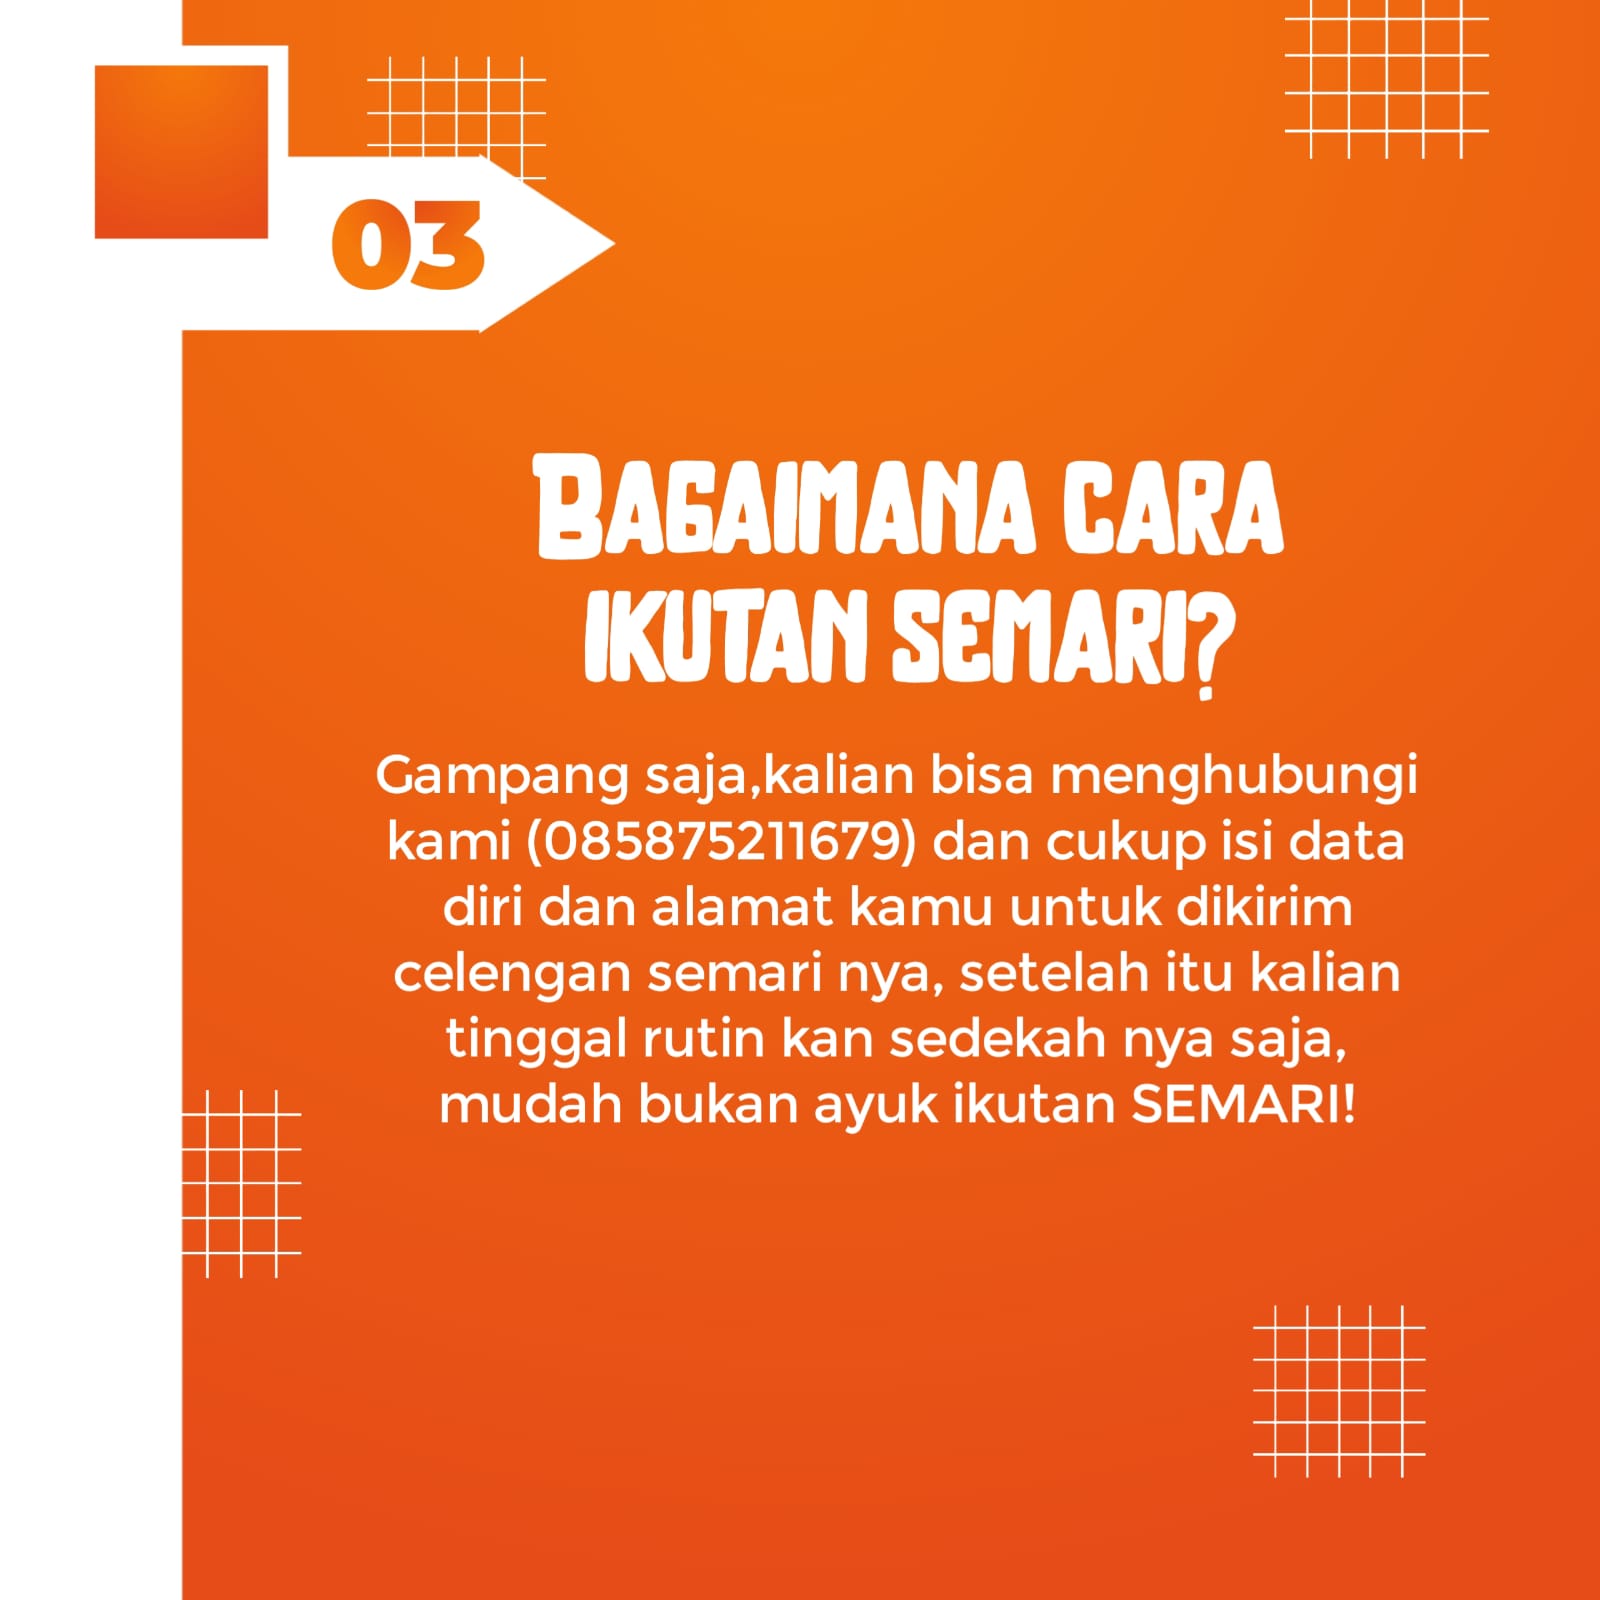 03
BAGAIMANA CARA
IKUTAN SEMARI?
Gampang saja,kalian bisa menghubungi
kami (085875211679) dan cukup isi data
diri dan alamat kamu untuk dikirim
celengan semari nya, setelah itu kalian
tinggal rutin kan sedekah nya saja,
mudah bukan ayuk ikutan SEMARI!